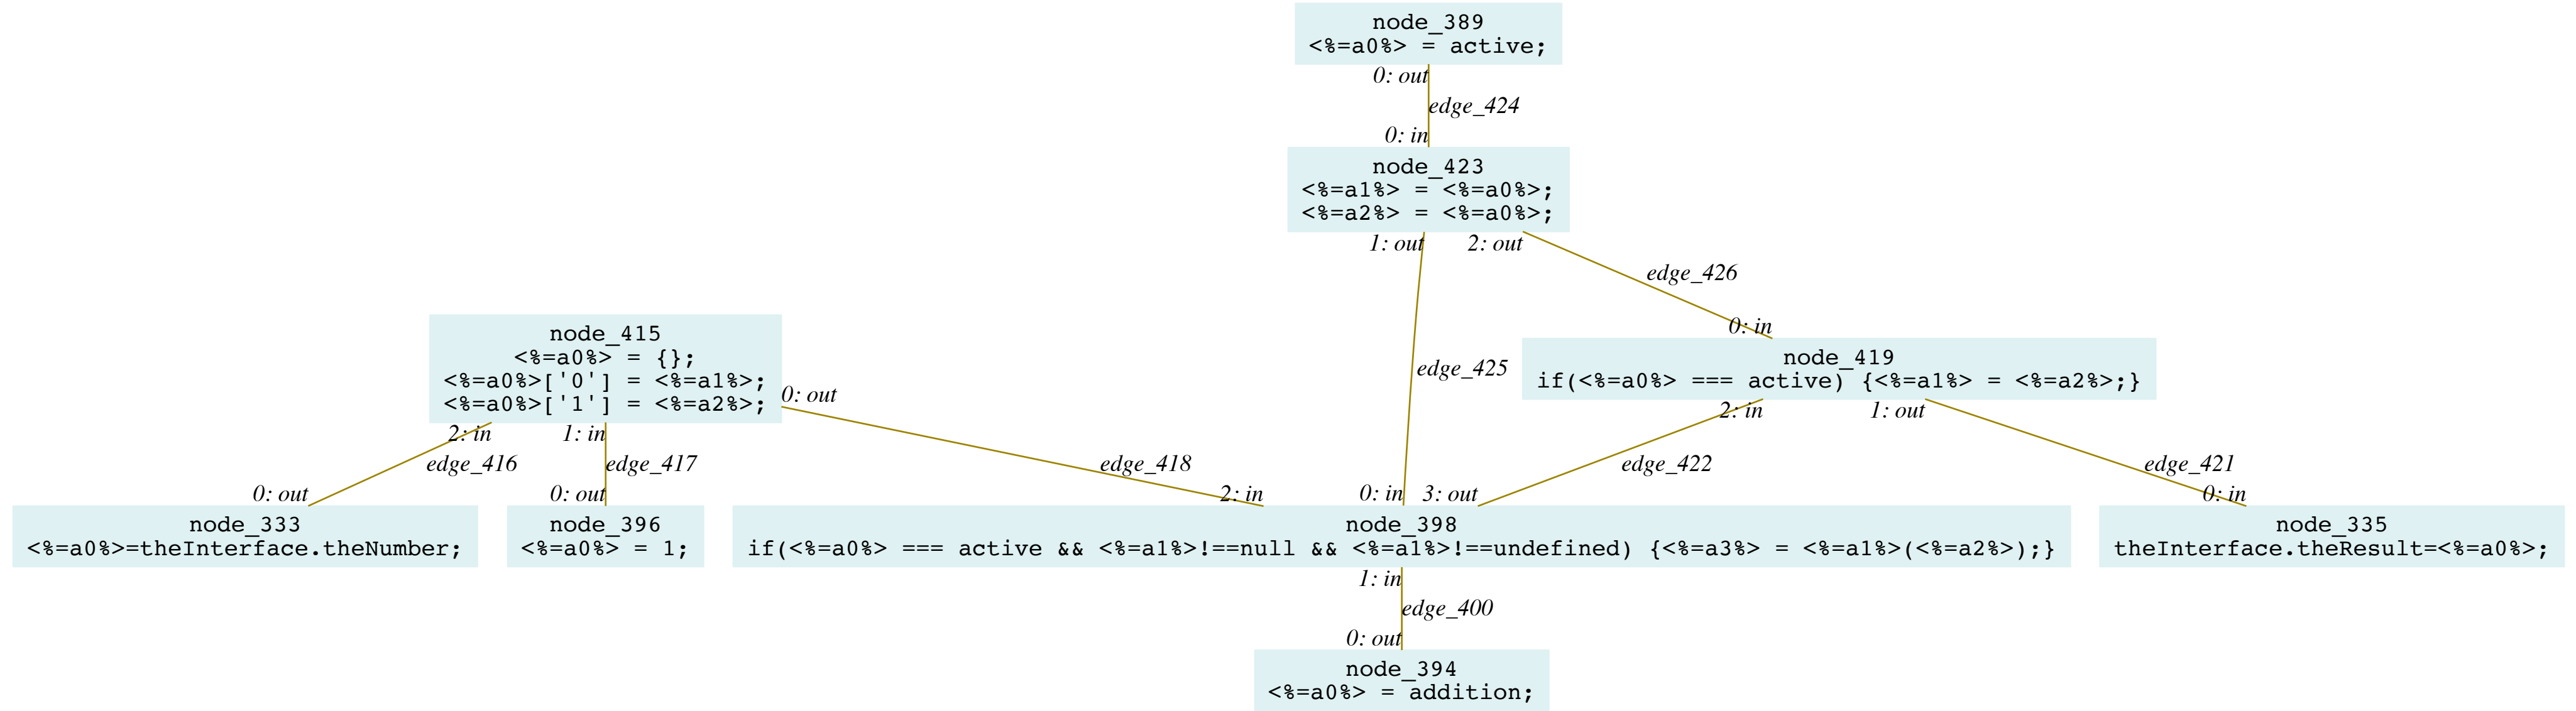 node_389
<%=a0%> = active;
0: out
edge_424
0: in
node_423
<%=a1%> = <%=a0%>;
<%=a2%> = <%=a0%>;
1: out
2: out
edge_426
0: in
node_415
<%=a0%> = {};
<%=a0%>['0'] = <%=a1%>;
<%=a0%>['1'] = <%=a2%>;
0: out
edge_425
node_419
if(<%=a0%> === active) {<%=a1%> = <%=a2%>;}
2: in
1: out
2: in
1: in
edge_416
edge_417
edge_418
edge_422
edge_421
0: out
0: out
2: in
0: in
3: out
0: in
node_333
<%=a0%>=theInterface.theNumber;
node_396
<%=a0%> = 1;
node_398
if(<%=a0%> === active && <%=a1%>!==null && <%=a1%>!==undefined) {<%=a3%> = <%=a1%>(<%=a2%>);}
node_335
theInterface.theResult=<%=a0%>;
1: in
edge_400
0: out
node_394
<%=a0%> = addition;